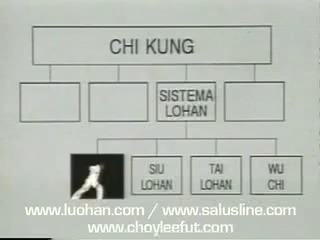 CHI KUNG
SISTEMA
LOHAN
SIU
LOHAN
TAI
LOHAN
WU
CHI
www.luohan.com / www.salusline.com
www.choyleefut.com